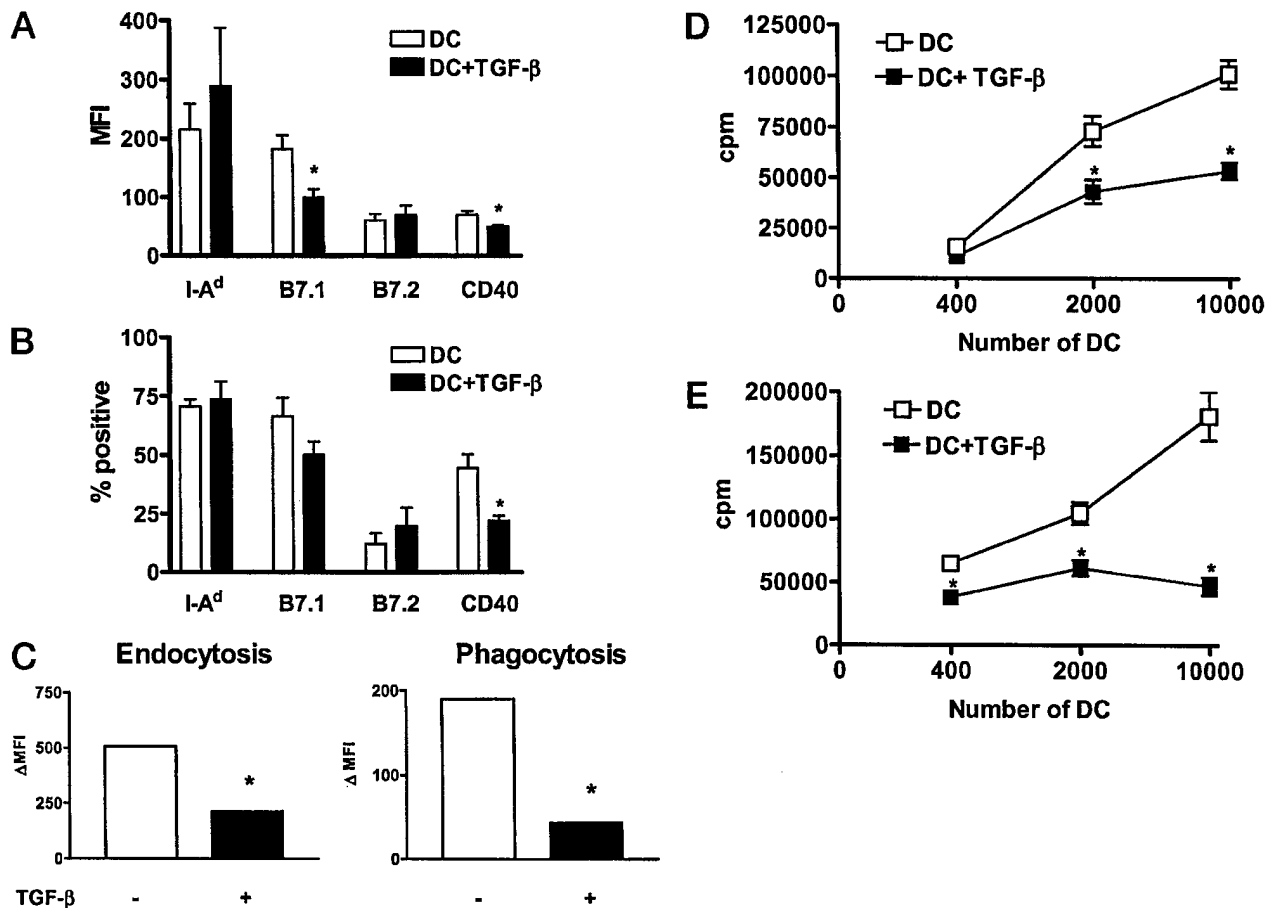 A
400
300
200
100
0
MFI
DC
DC+TGF-β
*
*
I-Aᵈ B7.1 B7.2 CD40
B
100
75
50
25
0
% positive
DC
DC+TGF-β
*
I-Aᵈ B7.1 B7.2 CD40
C
Endocytosis
750
500
250
0
ΔMFI
*
TGF-β - +
Phagocytosis
200
100
0
Δ MFI
*
- +
D
125000
100000
75000
50000
25000
0
cpm
DC
DC+ TGF-β
*
*
0 400 2000 10000
Number of DC
E
200000
150000
100000
50000
0
cpm
DC
DC+TGF-β
*
*
*
0 400 2000 10000
Number of DC